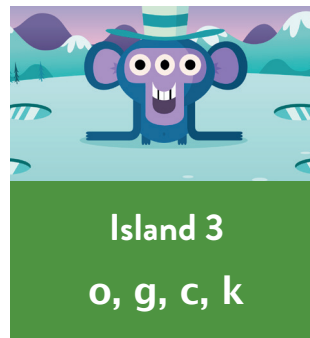 Island 3
o, g, c, k